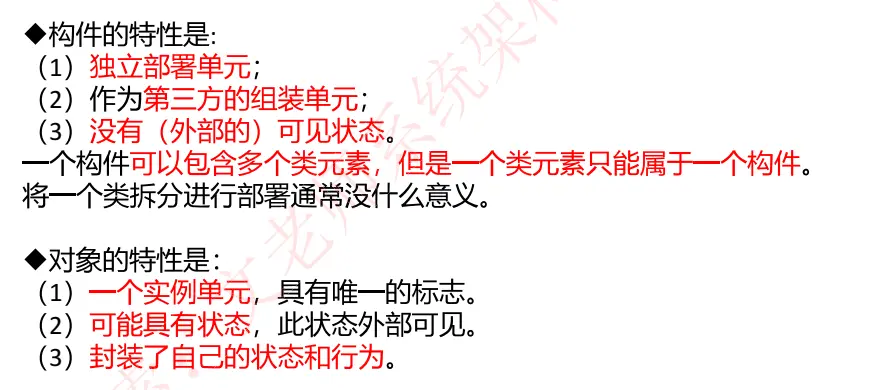 ◆构件的特性是:
（1）独立部署单元；
（2）作为第三方的组装单元；
（3）没有（外部的）可见状态。
一个构件可以包含多个类元素，但是一个类元素只能属于一个构件。
将一个类拆分进行部署通常没什么意义。
◆对象的特性是：
（1）一个实例单元，具有唯一的标志。
（2）可能具有状态，此状态外部可见。
（3）封装了自己的状态和行为。